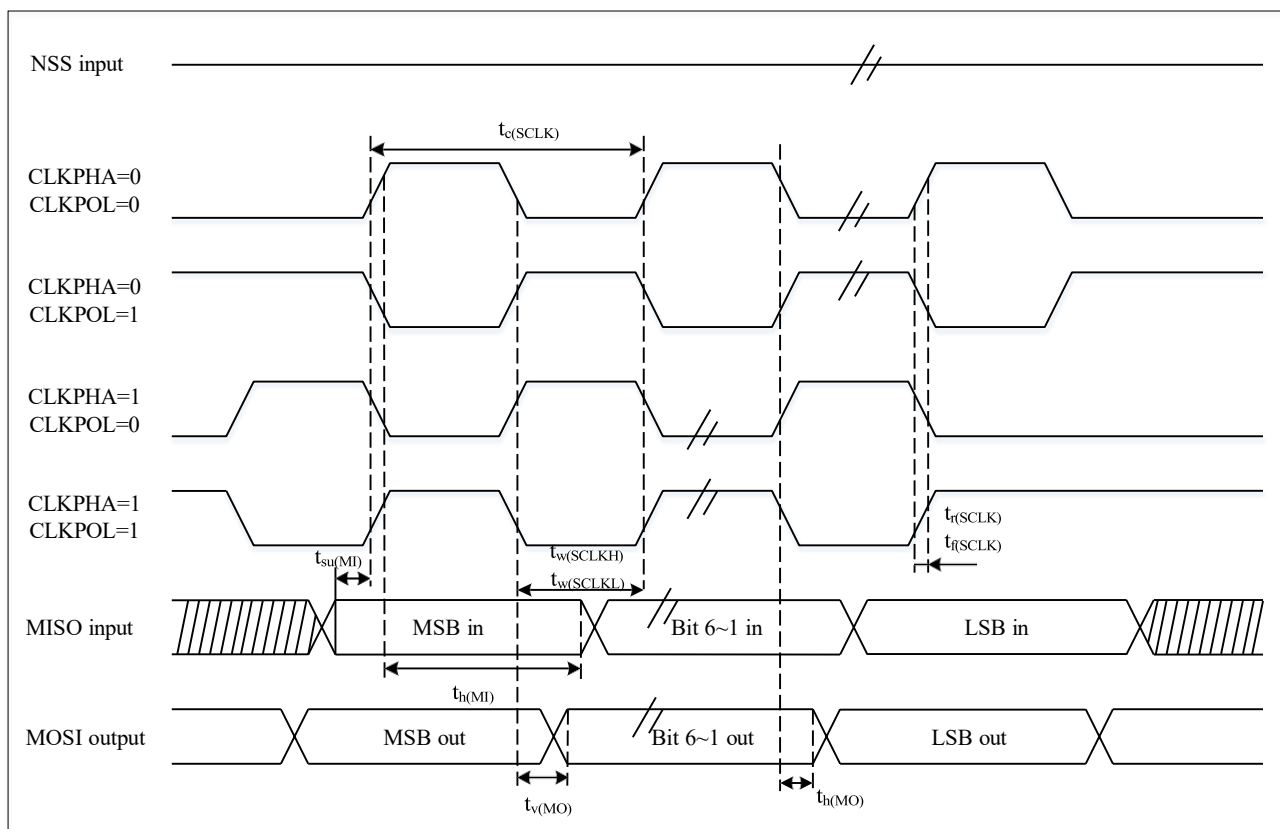 NSS input
tc(SCLK)
CLKPHA=0
CLKPOL=0
CLKPHA=0
CLKPOL=1
CLKPHA=1
CLKPOL=0
CLKPHA=1
CLKPOL=1
tr(SCLK)
tf(SCLK)
tsu(MI)
tw(SCLKH)
tw(SCLKL)
MISO input
MSB in
Bit 6~1 in
LSB in
th(MI)
MOSI output
MSB out
Bit 6~1 out
LSB out
tv(MO)
th(MO)